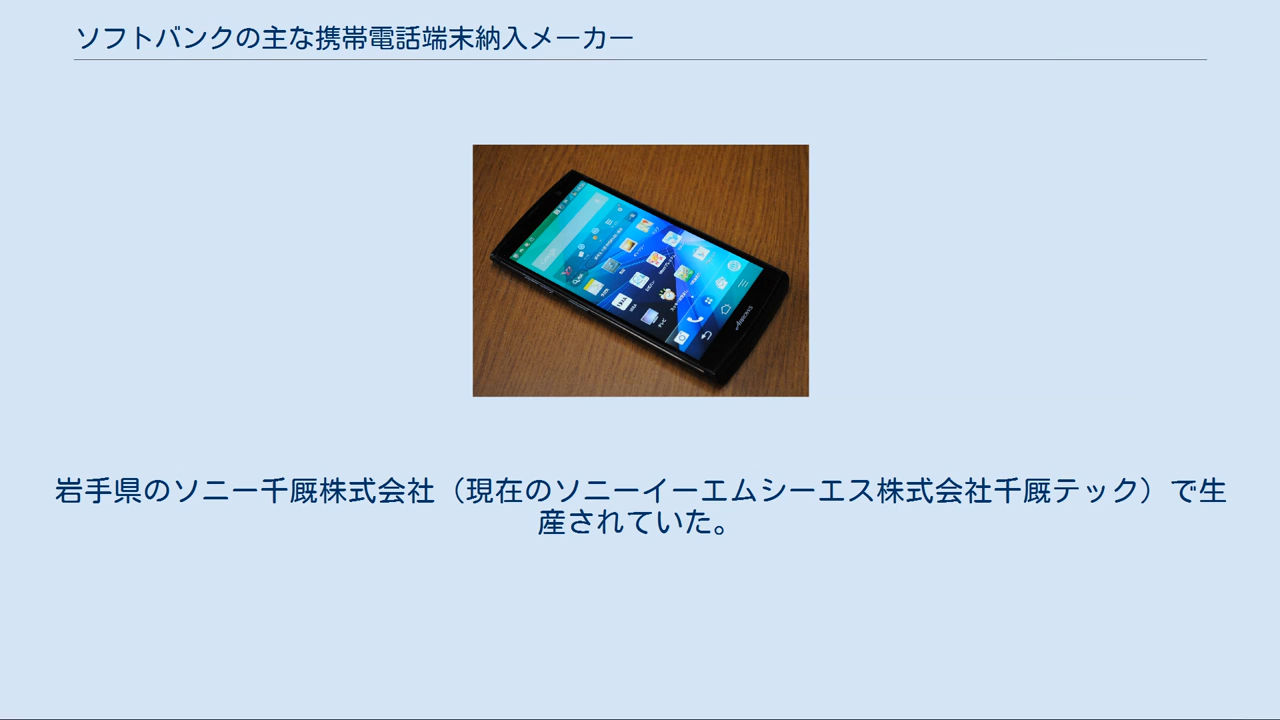 ソフトバンクの主な携帯電話端末納入メーカー
岩手県のソニー千厩株式会社（現在のソニーイーエムシーエス株式会社千厩テック）で生
産されていた。